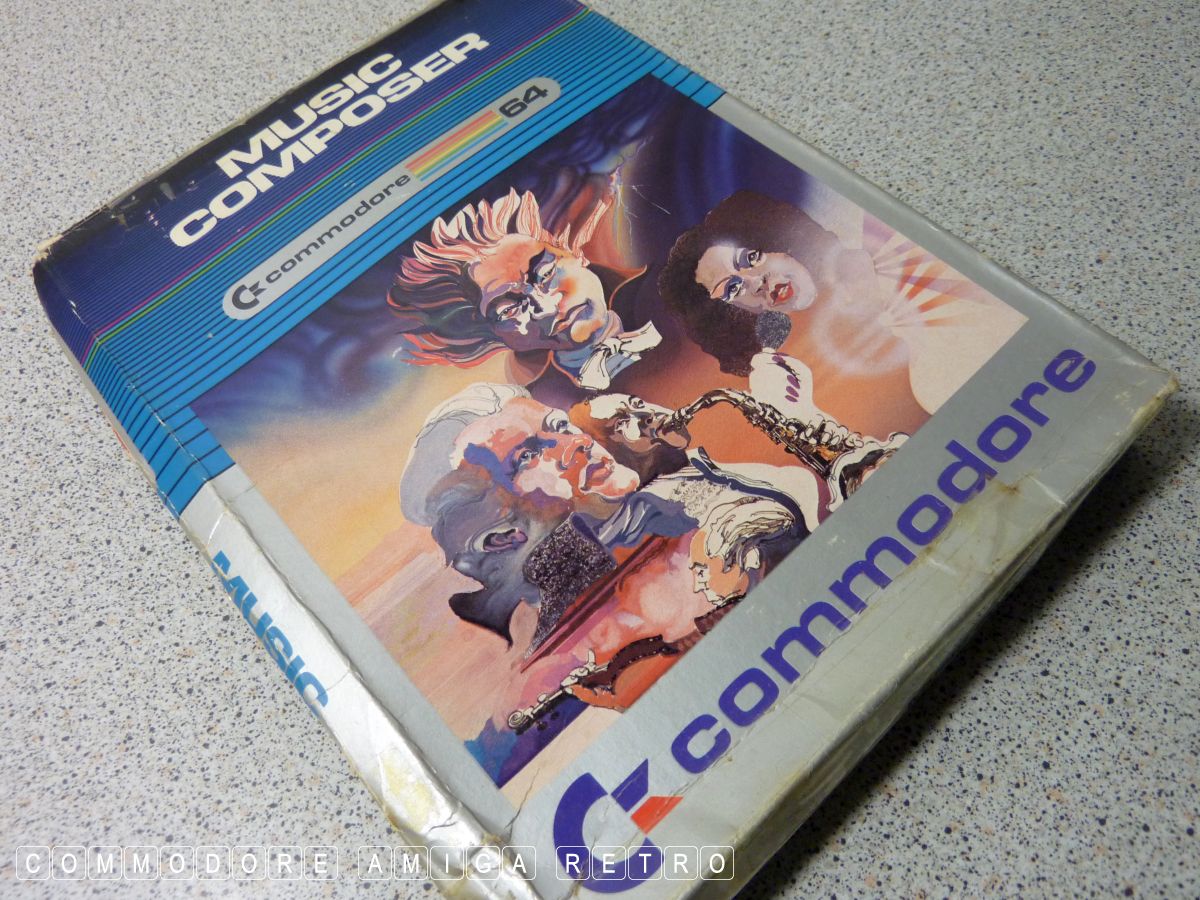 MUSIC
COMPOSER
commodore 64
commodore
MUSIC
COMMODORE AMIGA RETRO